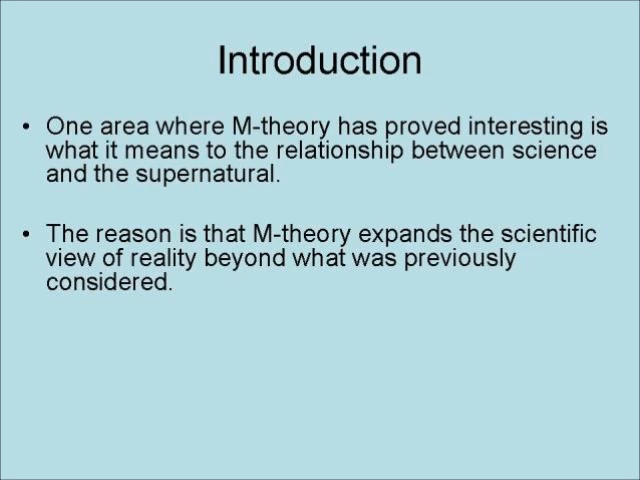 Introduction
• One area where M-theory has proved interesting is
what it means to the relationship between science
and the supernatural.
• The reason is that M-theory expands the scientific
view of reality beyond what was previously
considered.